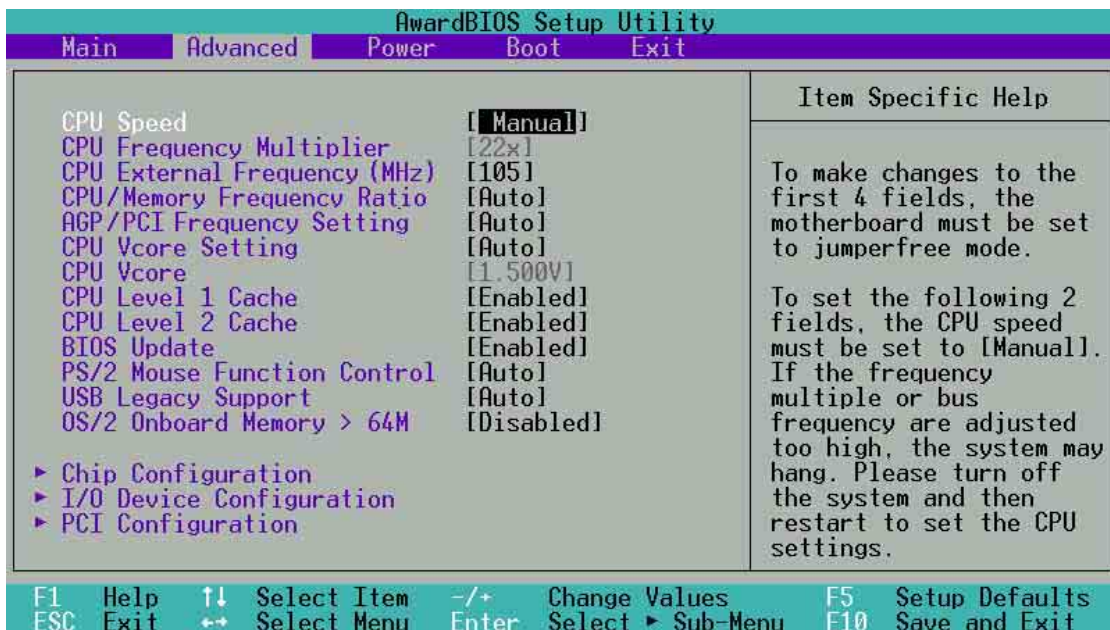 AwardBIOS Setup Utility
Main Advanced Power Boot Exit
CPU Speed [ Manual]
CPU Frequency Multiplier [22x]
CPU External Frequency (MHz) [105]
CPU/Memory Frequency Ratio [Auto]
AGP/PCI Frequency Setting [Auto]
CPU Vcore Setting [Auto]
CPU Vcore [1.500V]
CPU Level 1 Cache [Enabled]
CPU Level 2 Cache [Enabled]
BIOS Update [Enabled]
PS/2 Mouse Function Control [Auto]
USB Legacy Support [Auto]
OS/2 Onboard Memory > 64M [Disabled]
▸ Chip Configuration
▸ I/O Device Configuration
▸ PCI Configuration
Item Specific Help
To make changes to the
first 4 fields, the
motherboard must be set
to jumperfree mode.
To set the following 2
fields, the CPU speed
must be set to [Manual].
If the frequency
multiple or bus
frequency are adjusted
too high, the system may
hang. Please turn off
the system and then
restart to set the CPU
settings.
F1 Help ↑↓ Select Item -/+ Change Values F5 Setup Defaults
ESC Exit ←→ Select Menu Enter Select ▸ Sub-Menu F10 Save and Exit